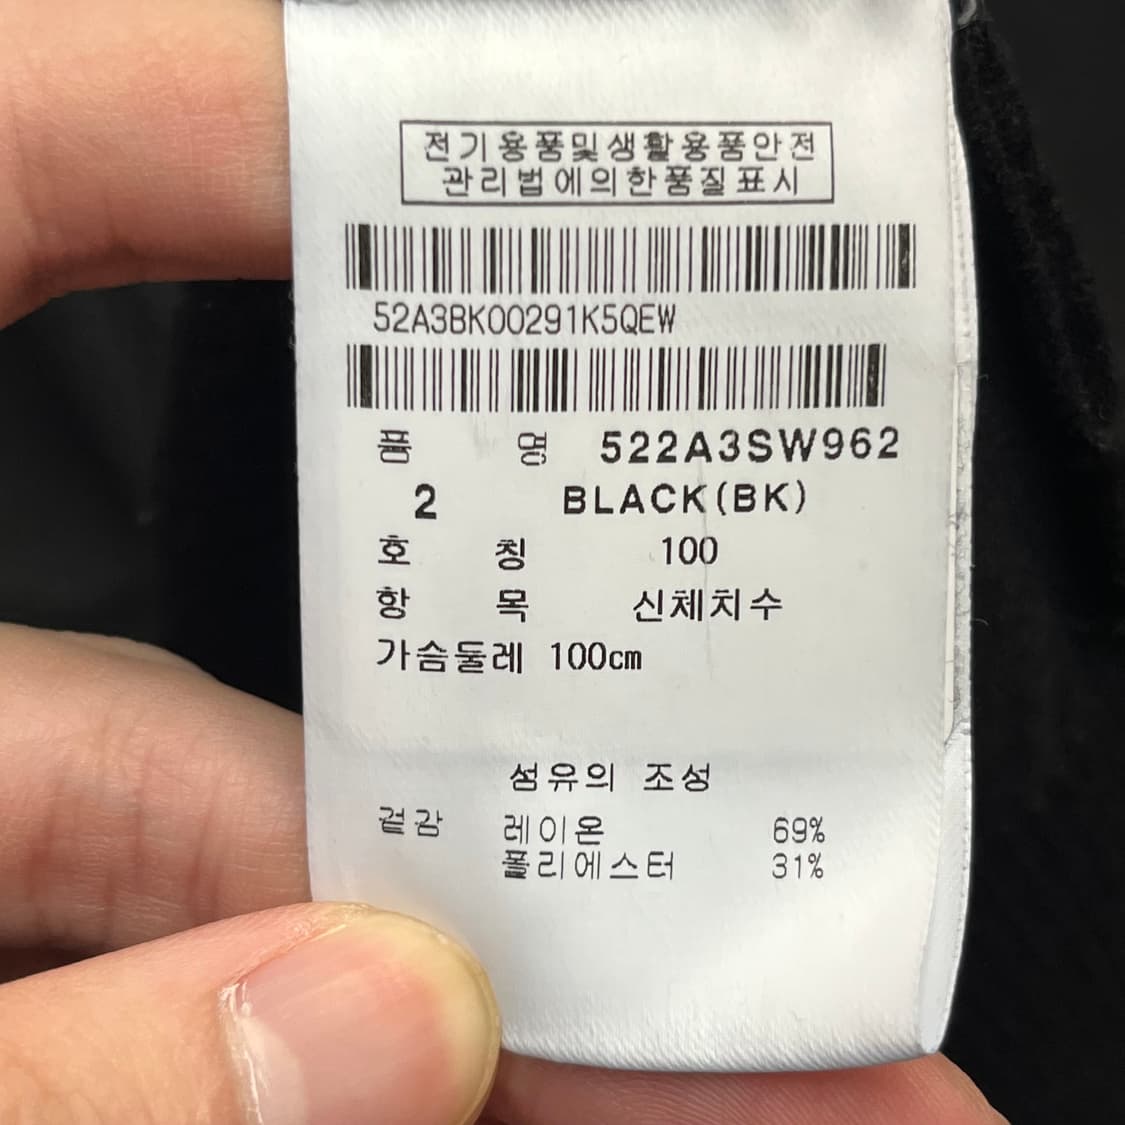 전기용품및생활용품안전
관리법에의한품질표시
52A3BK00291K5QEW
품 명 522A3SW962
2 BLACK(BK)
호 칭 100
항 목 신체치수
가슴둘레 100cm
섬유의 조성
겉감 레이온 69%
폴리에스터 31%